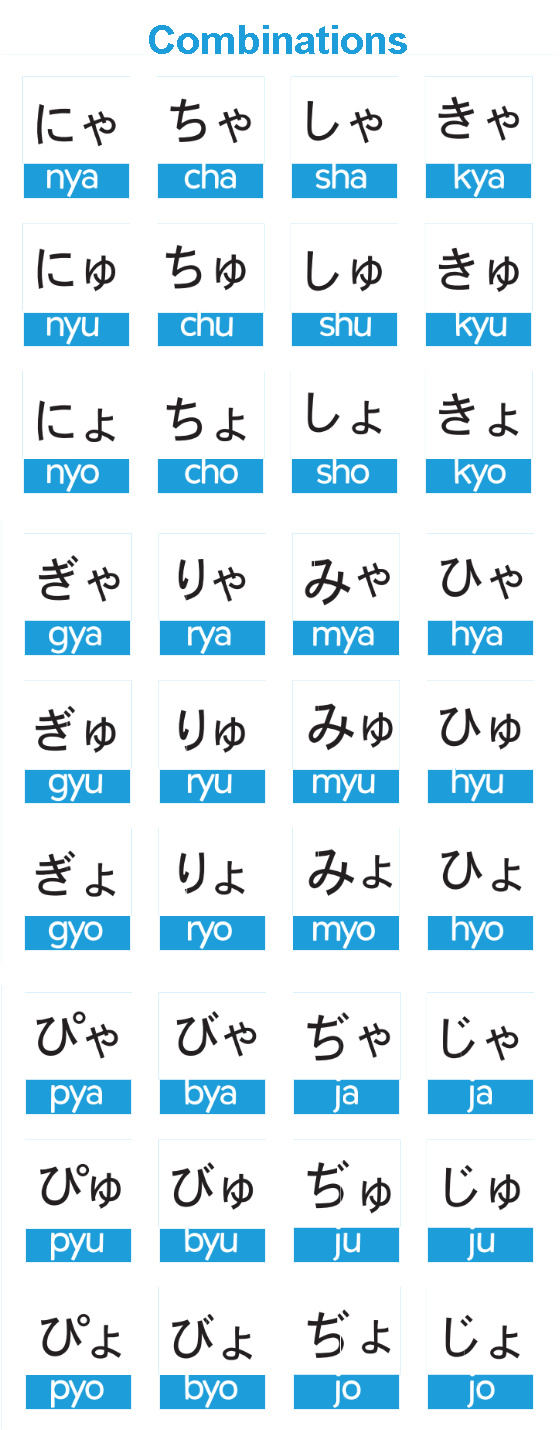 Combinations
にゃ ちゃ しゃ きゃ
nya cha sha kya
にゅ ちゅ しゅ きゅ
nyu chu shu kyu
にょ ちょ しょ きょ
nyo cho sho kyo
ぎゃ りゃ みゃ ひゃ
gya rya mya hya
ぎゅ りゅ みゅ ひゅ
gyu ryu myu hyu
ぎょ りょ みょ ひょ
gyo ryo myo hyo
ぴゃ びゃ ぢゃ じゃ
pya bya ja ja
ぴゅ びゅ ぢゅ じゅ
pyu byu ju ju
ぴょ びょ ぢょ じょ
pyo byo jo jo